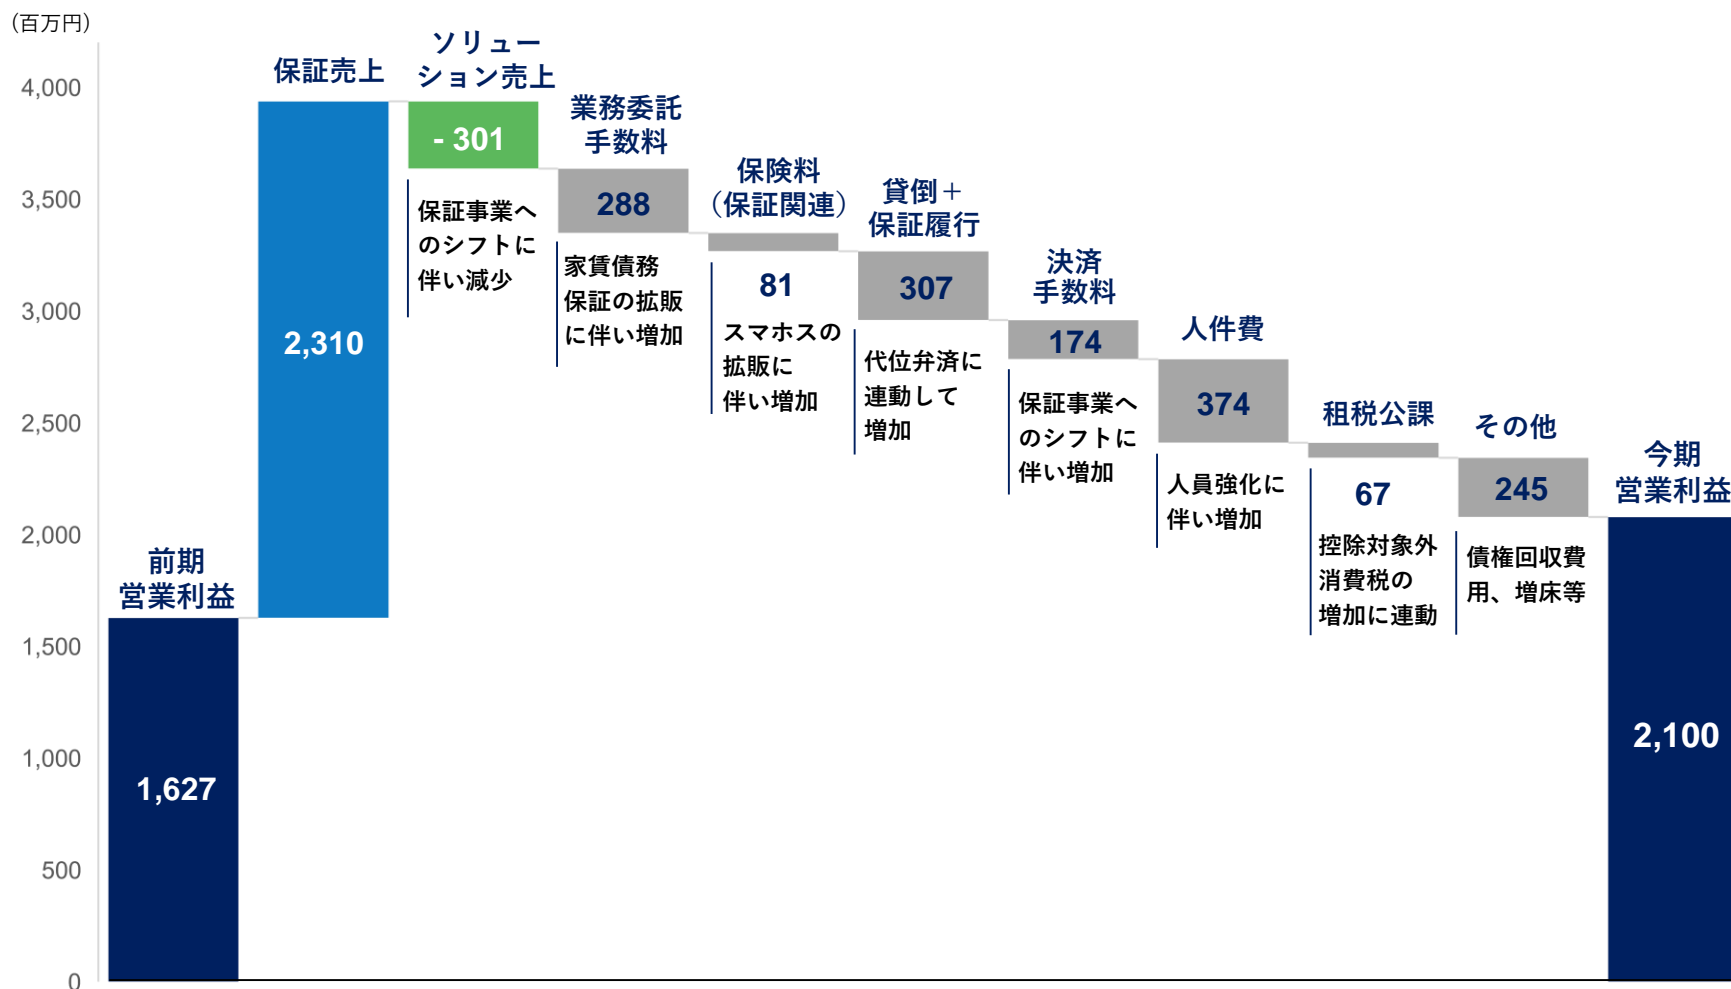 （百万円）
4,000
3,500
3,000
2,500
2,000
1,500
1,000
500
0
前期
営業利益
1,627
保証売上
2,310
ソリュー
ション売上
- 301
保証事業へ
のシフトに
伴い減少
業務委託
手数料
288
家賃債務
保証の拡販
に伴い増加
保険料
（保証関連）
81
スマホスの
拡販に
伴い増加
貸倒＋
保証履行
307
代位弁済に
連動して
増加
決済
手数料
174
保証事業へ
のシフトに
伴い増加
人件費
374
人員強化に
伴い増加
租税公課
67
控除対象外
消費税の
増加に連動
その他
245
債権回収費
用、増床等
今期
営業利益
2,100